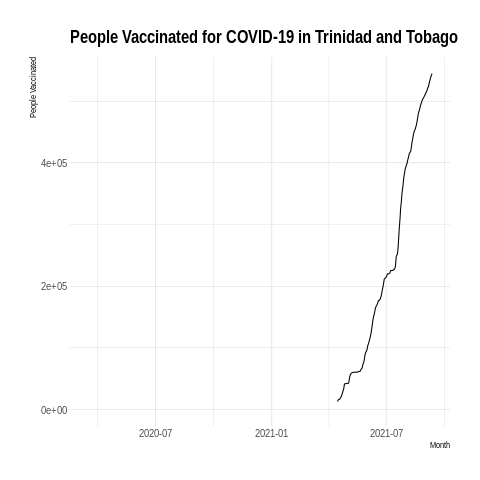 People Vaccinated for COVID-19 in Trinidad and Tobago
People Vaccinated
4e+05
2e+05
0e+00
2020-07 2021-01 2021-07
Month